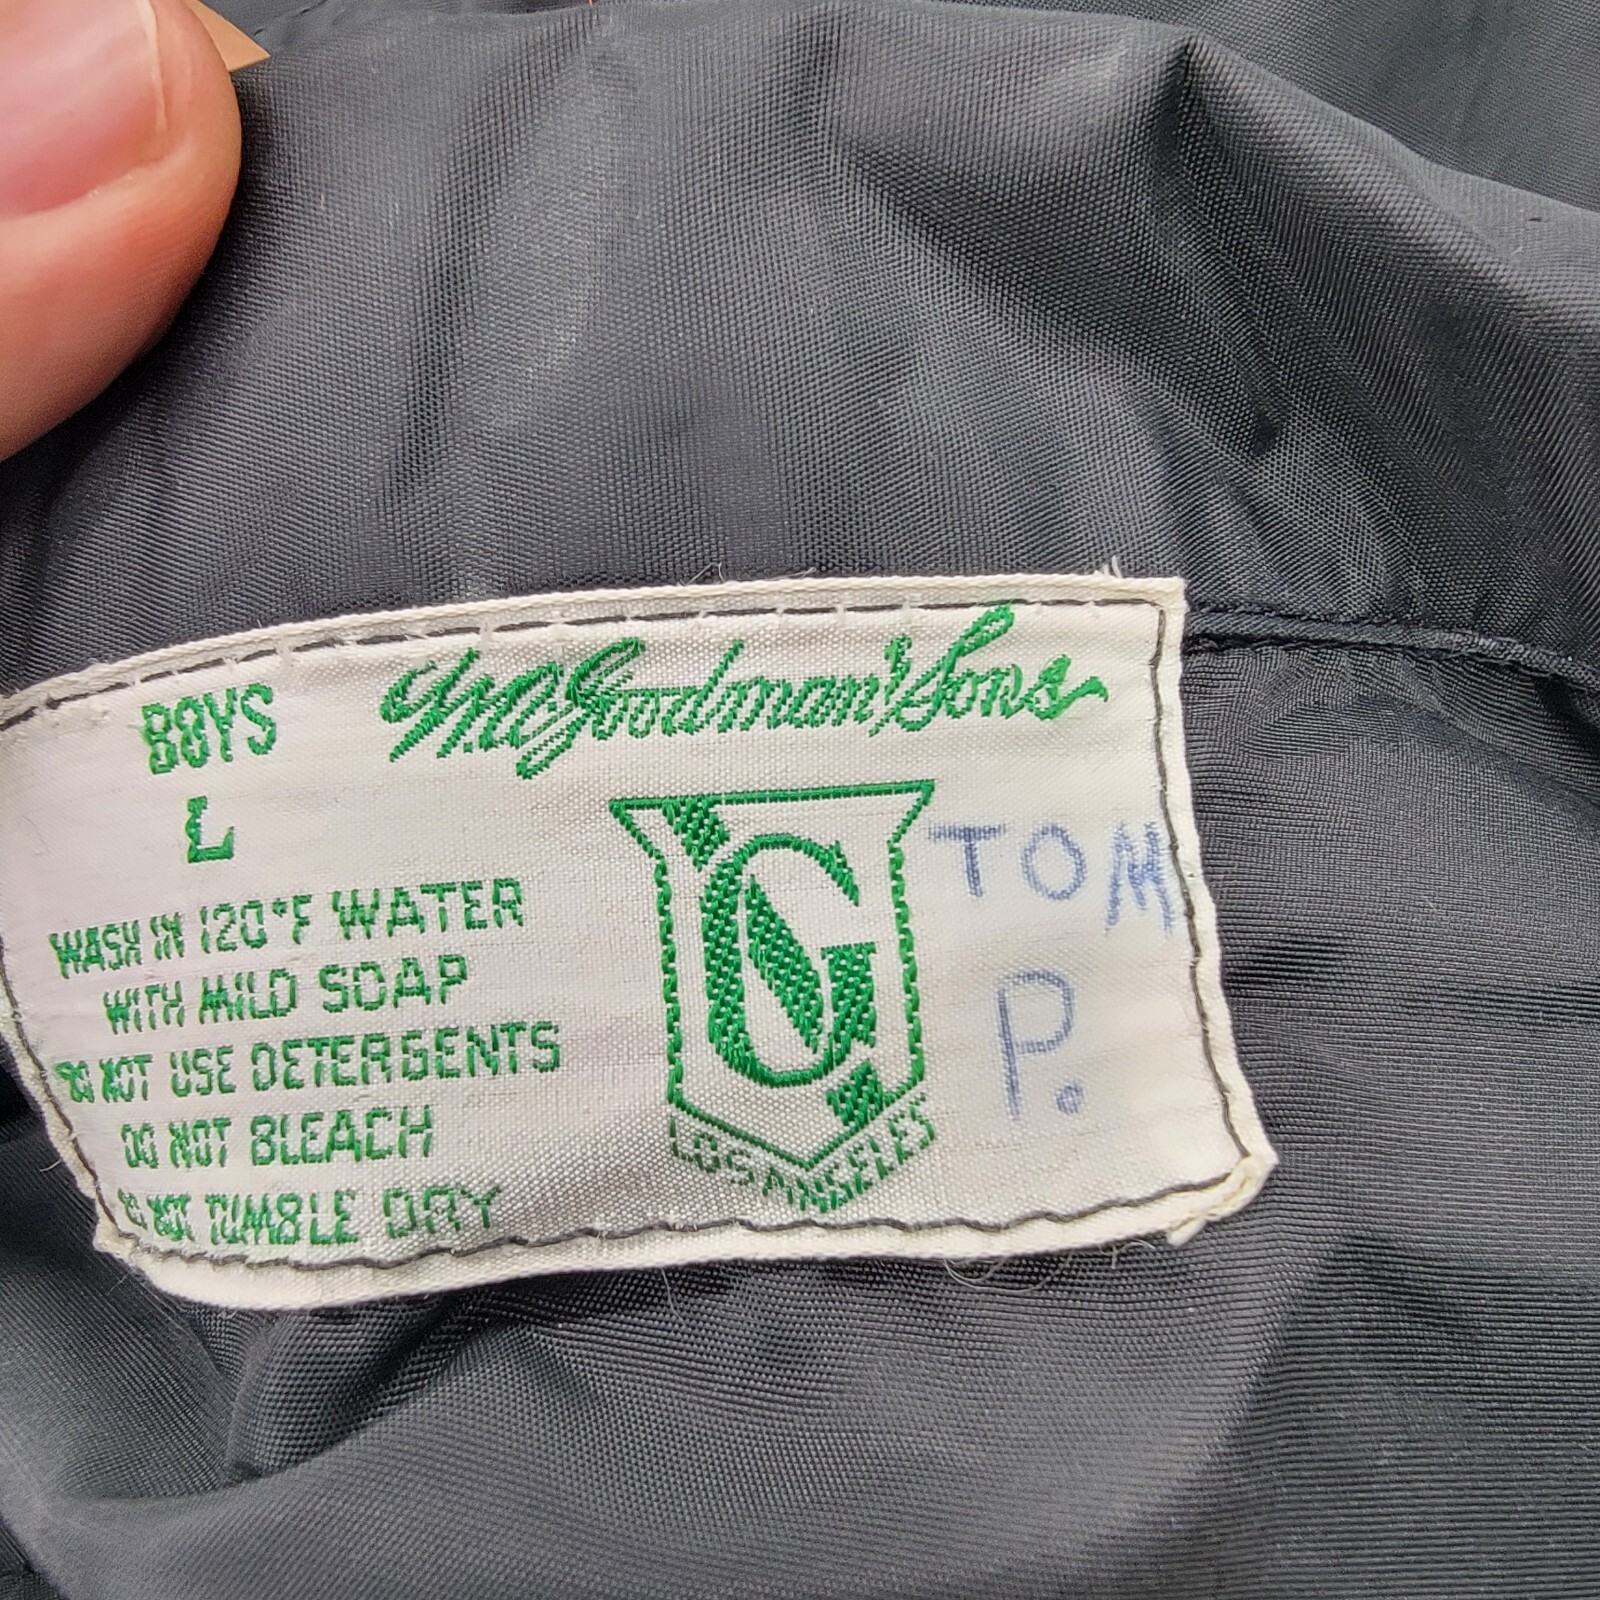 W.A. Goodman & Sons
BOYS
L
WASH IN 120°F WATER
WITH MILD SOAP
DO NOT USE DETERGENTS
DO NOT BLEACH
DO NOT TUMBLE DRY
G
LOS ANGELES
TOM
P.